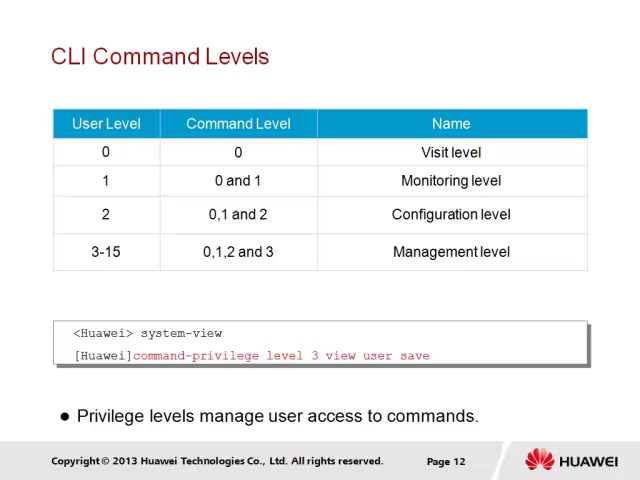 CLI Command Levels
User Level Command Level Name
0 0 Visit level
1 0 and 1 Monitoring level
2 0,1 and 2 Configuration level
3-15 0,1,2 and 3 Management level
<Huawei> system-view
[Huawei]command-privilege level 3 view user save
● Privilege levels manage user access to commands.
Copyright © 2013 Huawei Technologies Co., Ltd. All rights reserved. Page 12 HUAWEI